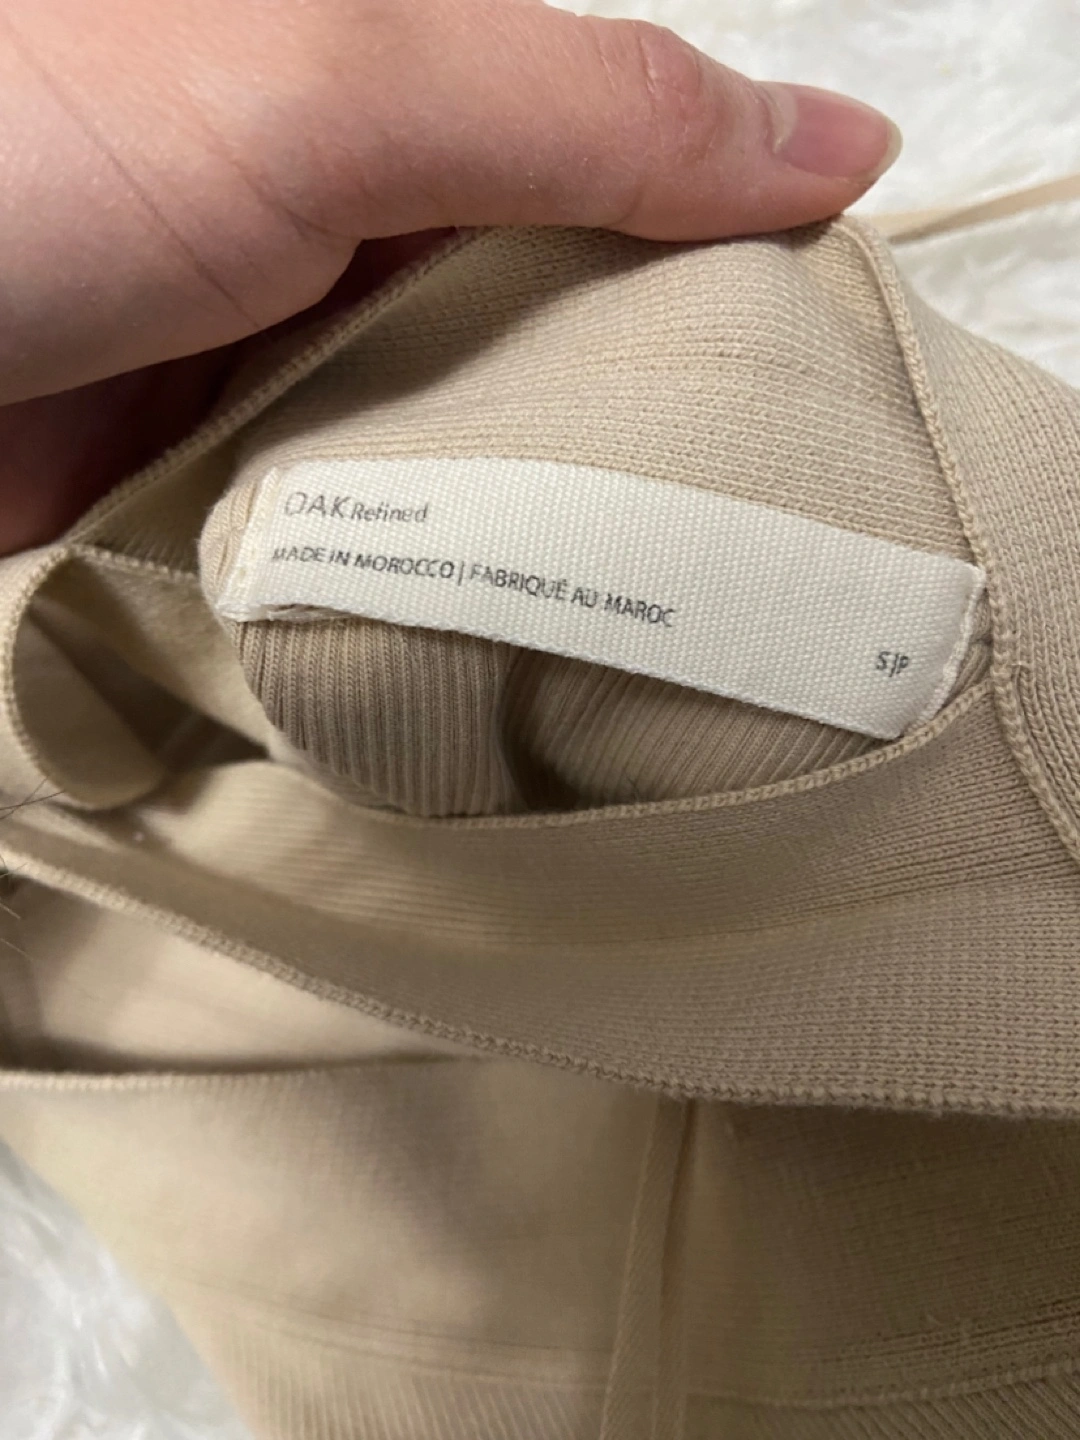 OAK Refined
MADE IN MOROCCO | FABRIQUÉ AU MAROC
S|P